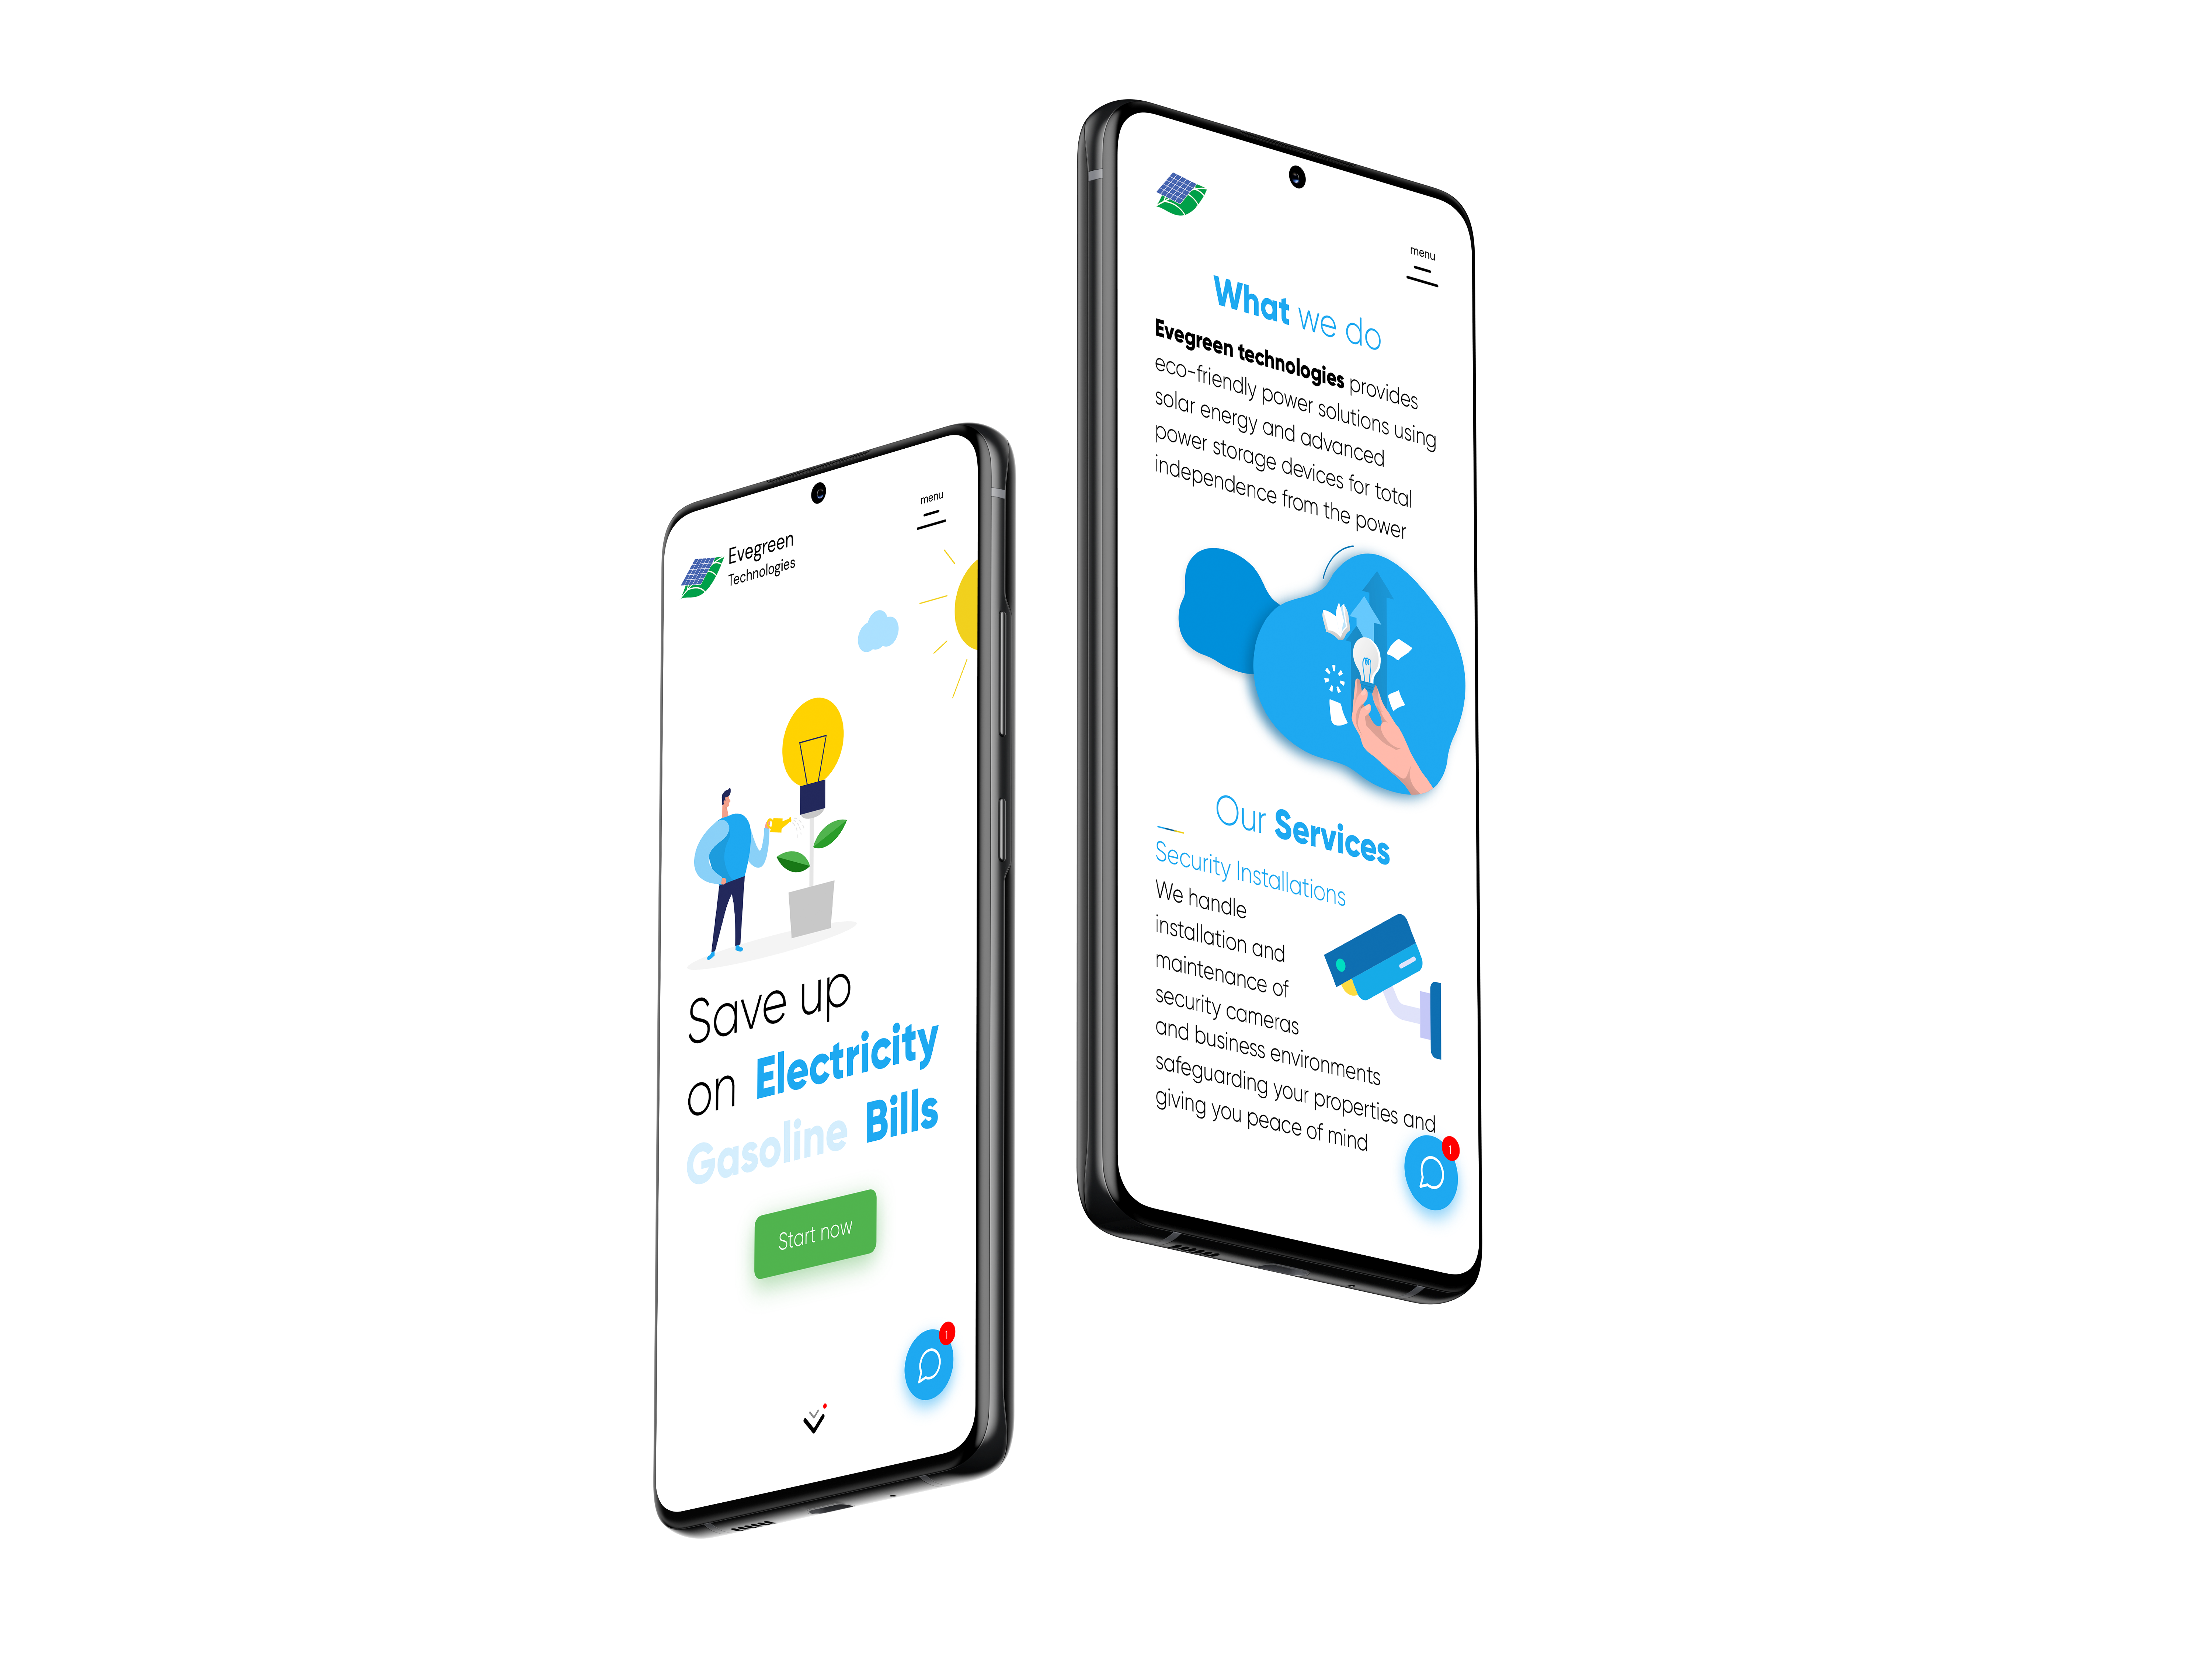 Evegreen
Technologies
menu
Save up
on Electricity
Gasoline Bills
Start now
1
menu
What we do
Evegreen technologies provides
eco-friendly power solutions using
solar energy and advanced
power storage devices for total
independence from the power
Our Services
Security Installations
We handle
installation and
maintenance of
security cameras
and business environments
safeguarding your properties and
giving you peace of mind
1